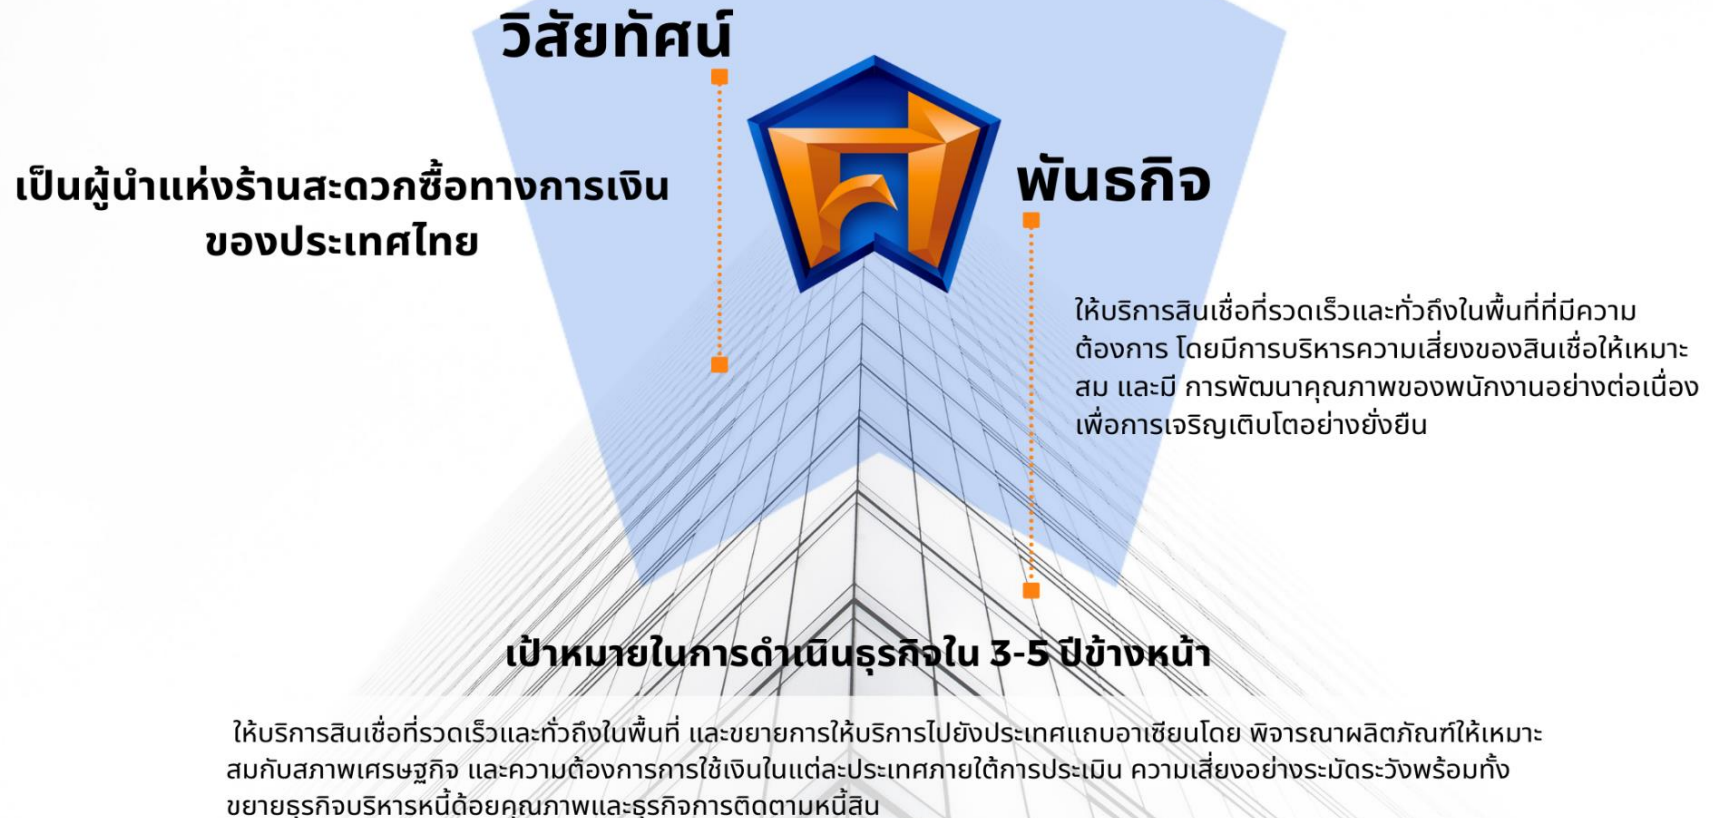 วิสัยทัศน์
เป็นผู้นำแห่งร้านสะดวกซื้อทางการเงิน
ของประเทศไทย
พันธกิจ
ให้บริการสินเชื่อที่รวดเร็วและทั่วถึงในพื้นที่ที่มีความ
ต้องการ โดยมีการบริหารความเสี่ยงของสินเชื่อให้เหมาะ
สม และมี การพัฒนาคุณภาพของพนักงานอย่างต่อเนื่อง
เพื่อการเจริญเติบโตอย่างยั่งยืน
เป้าหมายในการดำเนินธุรกิจใน 3-5 ปีข้างหน้า
ให้บริการสินเชื่อที่รวดเร็วและทั่วถึงในพื้นที่ และขยายการให้บริการไปยังประเทศแถบอาเซียนโดย พิจารณาผลิตภัณฑ์ให้เหมาะ
สมกับสภาพเศรษฐกิจ และความต้องการการใช้เงินในแต่ละประเทศภายใต้การประเมิน ความเสี่ยงอย่างระมัดระวังพร้อมทั้ง
ขยายธุรกิจบริหารหนี้ด้อยคุณภาพและธุรกิจการติดตามหนี้สิน